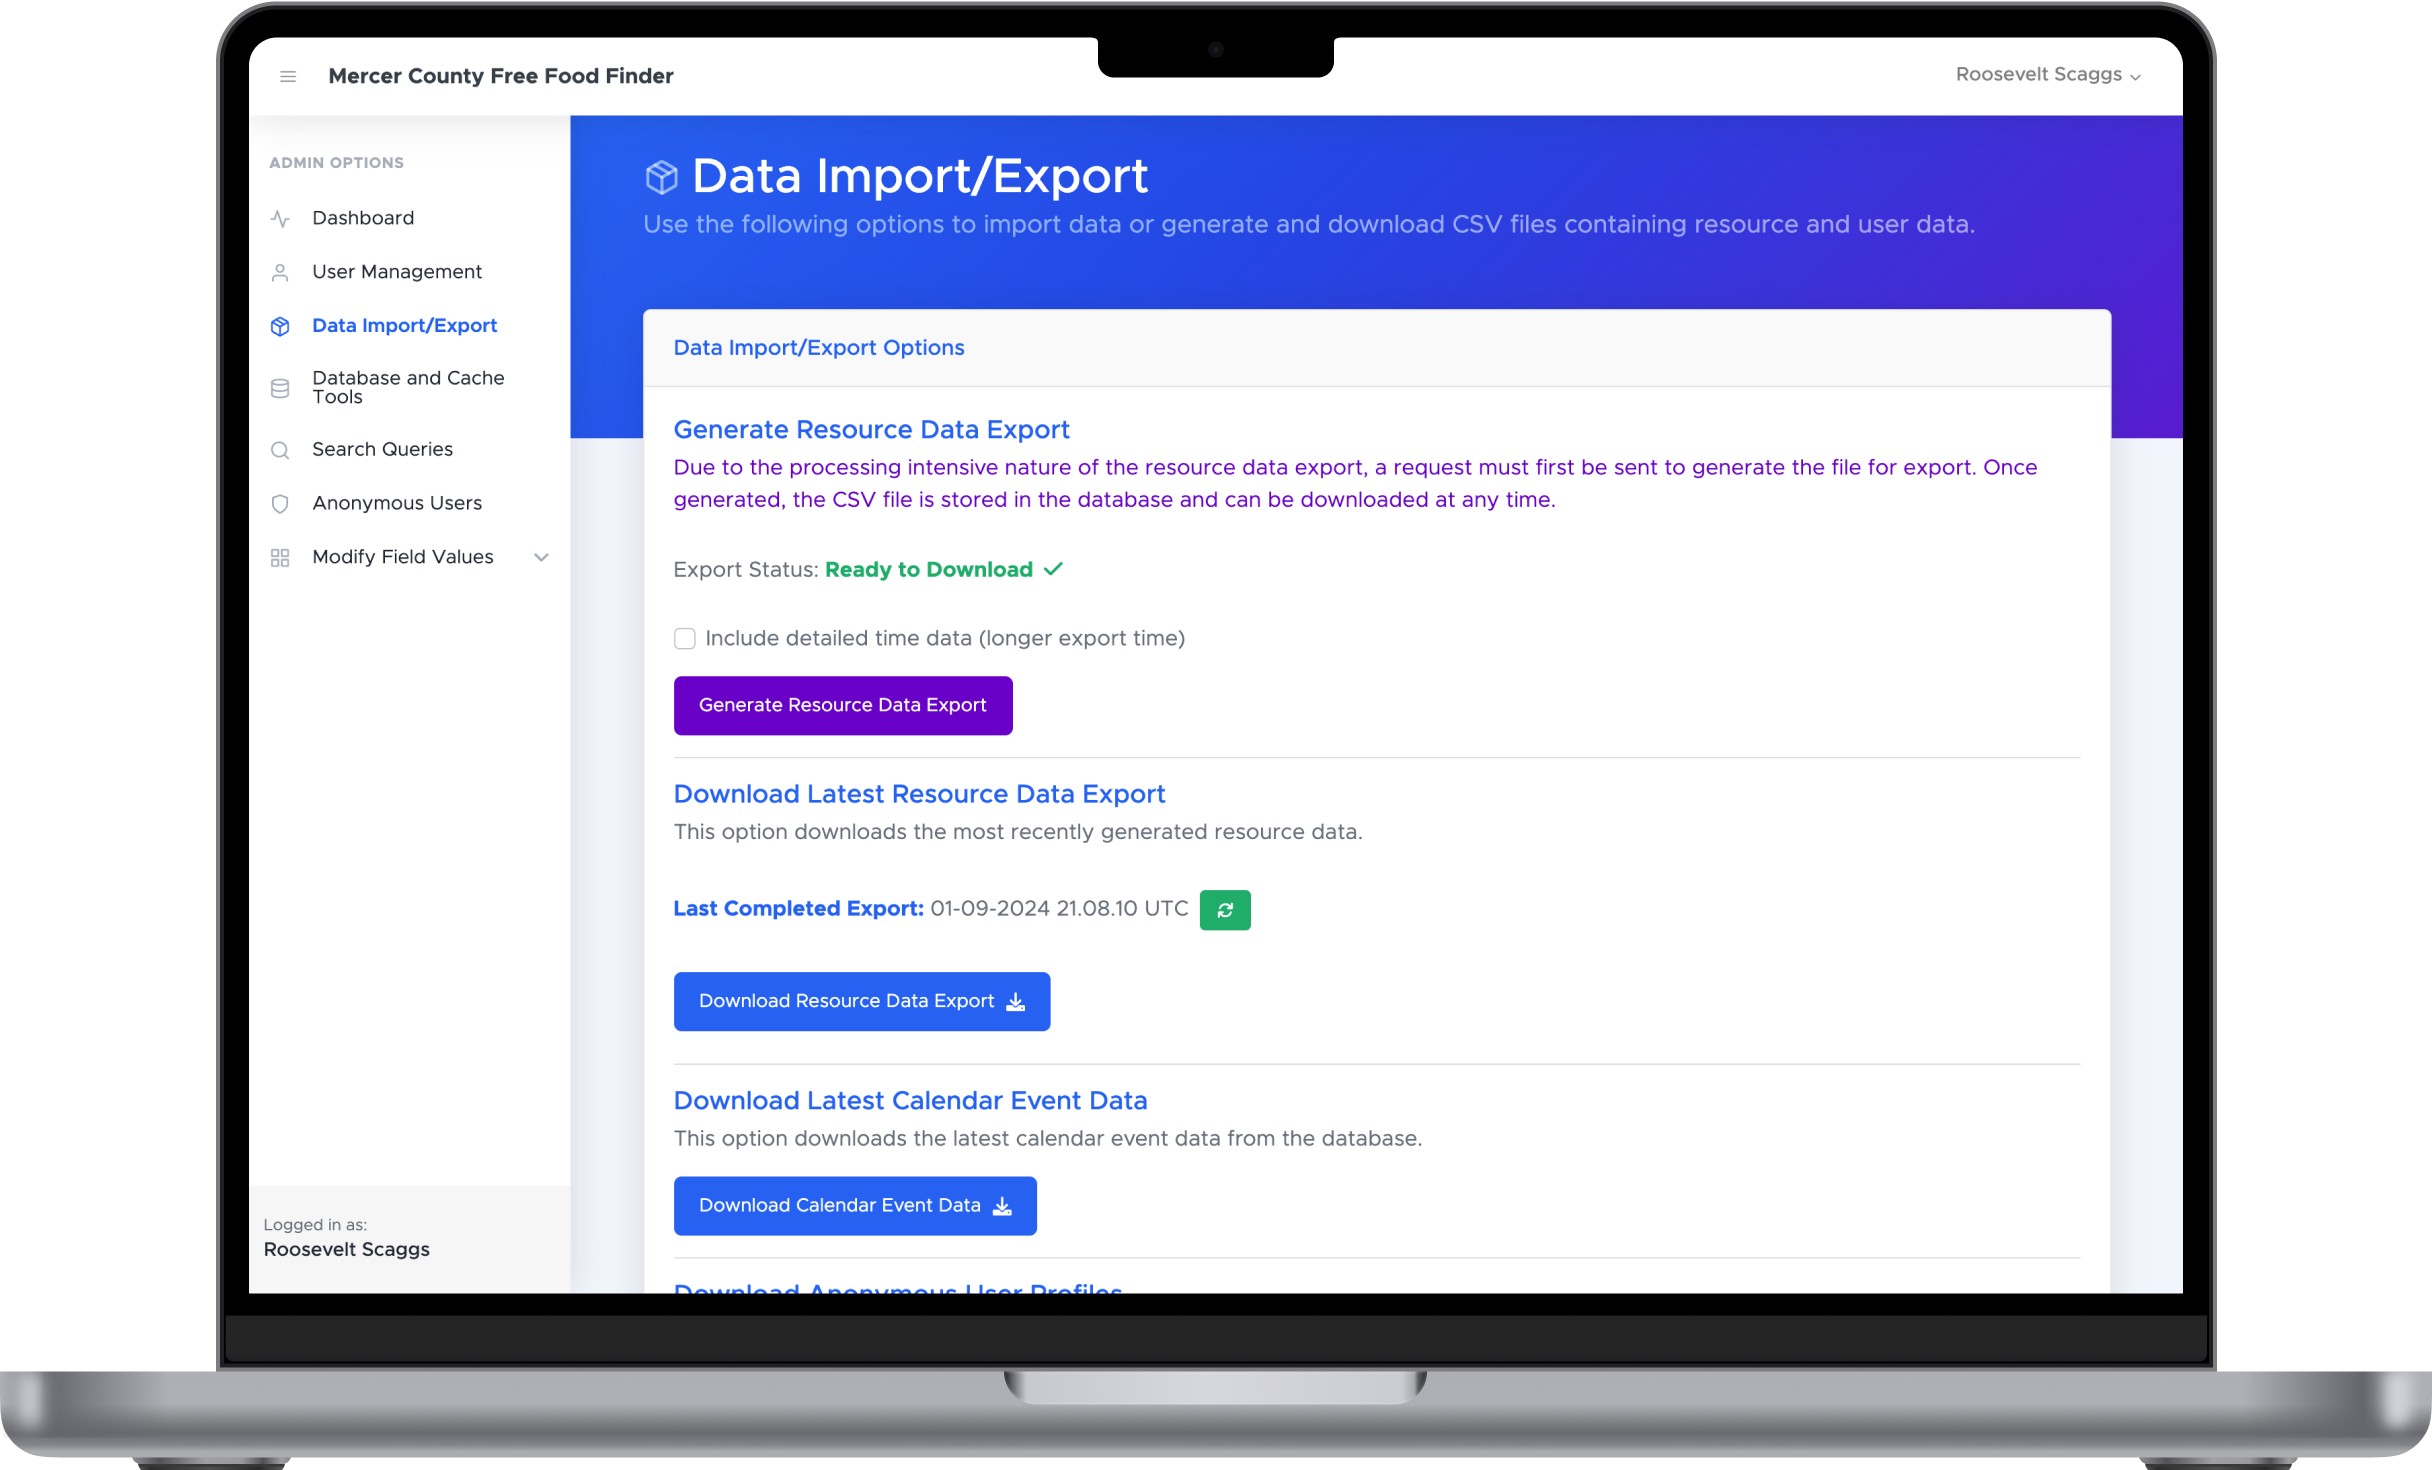 Mercer County Free Food Finder
Roosevelt Scaggs
ADMIN OPTIONS
Dashboard
User Management
Data Import/Export
Database and Cache
Tools
Search Queries
Anonymous Users
Modify Field Values
Logged in as:
Roosevelt Scaggs
Data Import/Export
Use the following options to import data or generate and download CSV files containing resource and user data.
Data Import/Export Options
Generate Resource Data Export
Due to the processing intensive nature of the resource data export, a request must first be sent to generate the file for export. Once
generated, the CSV file is stored in the database and can be downloaded at any time.
Export Status: Ready to Download
Include detailed time data (longer export time)
Generate Resource Data Export
Download Latest Resource Data Export
This option downloads the most recently generated resource data.
Last Completed Export: 01-09-2024 21.08.10 UTC
Download Resource Data Export
Download Latest Calendar Event Data
This option downloads the latest calendar event data from the database.
Download Calendar Event Data
Download Anonymous User Profiles